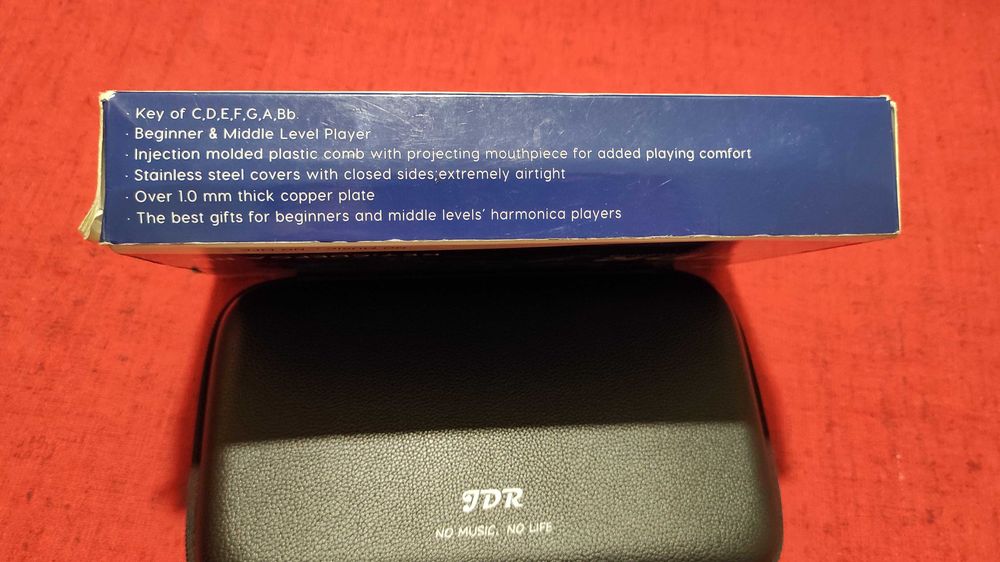 · Key of C,D,E,F,G,A,Bb.
· Beginner & Middle Level Player
· Injection molded plastic comb with projecting mouthpiece for added playing comfort
· Stainless steel covers with closed sides;extremely airtight
· Over 1.0 mm thick copper plate
· The best gifts for beginners and middle levels' harmonica players
JDR
NO MUSIC, NO LIFE